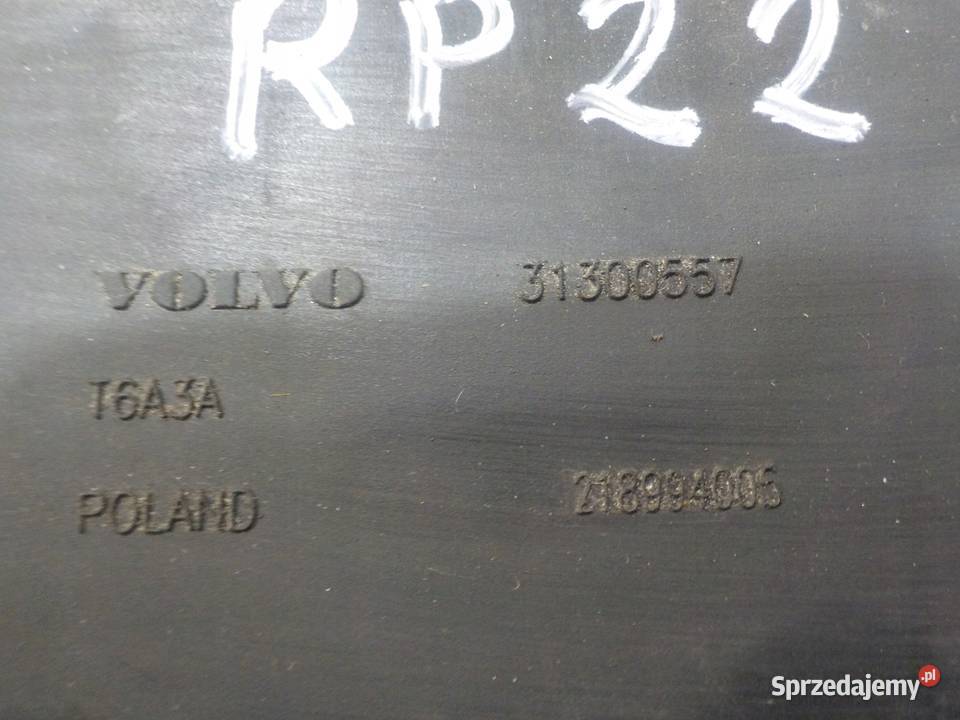 RP22
VOLVO 31300557
T6A3A
POLAND 218994005
Sprzedajemy.pl